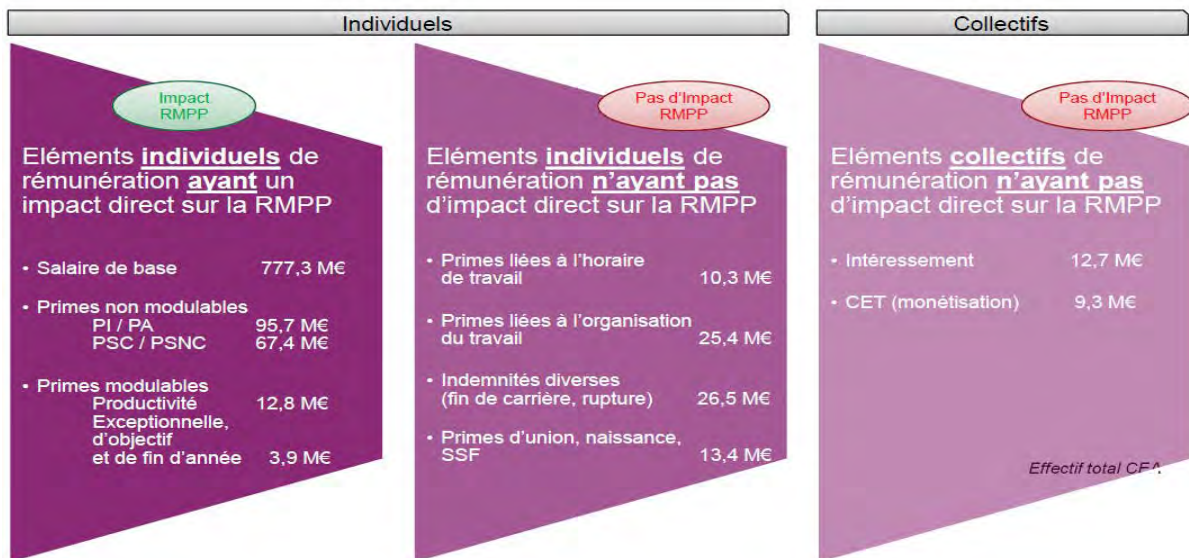 Individuels
Collectifs
Impact
RMPP
Eléments individuels de
rémunération ayant un
impact direct sur la RMPP
• Salaire de base 777,3 M€
• Primes non modulables
PI / PA 95,7 M€
PSC / PSNC 67,4 M€
• Primes modulables
Productivité 12,8 M€
Exceptionnelle,
d'objectif
et de fin d'année 3,9 M€
Pas d'Impact
RMPP
Eléments individuels de
rémunération n'ayant pas
d'impact direct sur la RMPP
• Primes liées à l'horaire
de travail 10,3 M€
• Primes liées à l'organisation
du travail 25,4 M€
• Indemnités diverses
(fin de carrière, rupture) 26,5 M€
• Primes d'union, naissance,
SSF 13,4 M€
Pas d'Impact
RMPP
Eléments collectifs de
rémunération n'ayant pas
d'impact direct sur la RMPP
• Intéressement 12,7 M€
• CET (monétisation) 9,3 M€
Effectif total CEA